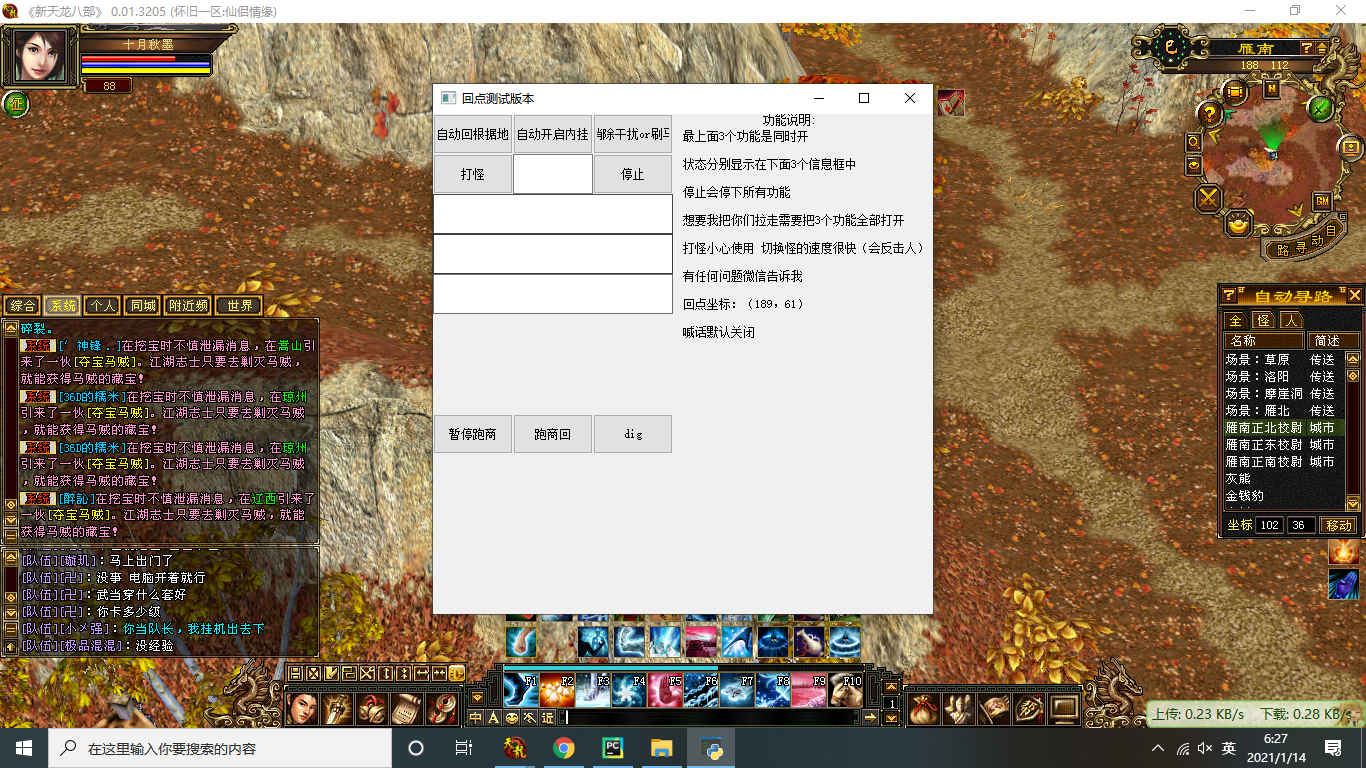 《新天龙八部》 0.01.3205 (怀旧一区:仙侣情缘)
十月秋墨
88
征
雁南
188 112
N
GM
自动寻路
回点测试版本
自动回根据地
自动开启内挂
打怪
停止
暂停跑商
跑商回
dig
功能说明:
最上面3个功能是同时开
状态分别显示在下面3个信息框中
停止会停下所有功能
想要我把你们拉走需要把3个功能全部打开
打怪小心使用 切换怪的速度很快（会反击人）
有任何问题微信告诉我
回点坐标：（189，61）
喊话默认关闭
综合 系统 个人 同城 附近频 世界
碎裂。
系统 [′神峰．]在挖宝时不慎泄漏消息，在嵩山引
来了一伙[夺宝马贼]。江湖志士只要去剿灭马贼，
就能获得马贼的藏宝！
系统 [36D的糯米]在挖宝时不慎泄漏消息，在琼州
引来了一伙[夺宝马贼]。江湖志士只要去剿灭马贼
，就能获得马贼的藏宝！
系统 [36D的糯米]在挖宝时不慎泄漏消息，在琼州
引来了一伙[夺宝马贼]。江湖志士只要去剿灭马贼
，就能获得马贼的藏宝！
系统 [醉訫]在挖宝时不慎泄漏消息，在辽西引来了
一伙[夺宝马贼]。江湖志士只要去剿灭马贼，就能
获得马贼的藏宝！
[队伍][璇玑]：马上出门了
[队伍][卍]：没事 电脑开着就行
[队伍][卍]：武当穿什么套好
[队伍][卍]：你卡多少级
[队伍][小メ强]：你当队长，我挂机出去下
[队伍][极品混混]：没经验
自动寻路
全 怪 人
名称 简述
场景：草原 传送
场景：洛阳 传送
场景：摩崖洞 传送
场景：雁北 传送
雁南正北校尉 城市
雁南正东校尉 城市
雁南正南校尉 城市
灰熊
金钱豹
坐标 102 36 移动
F1 F2 F3 F4 F5 F6 F7 F8 F9 F10
中 A 近
1
上传: 0.23 KB/s 下载: 0.28 KB/s
在这里输入你要搜索的内容
PC
英
6:27
2021/1/14